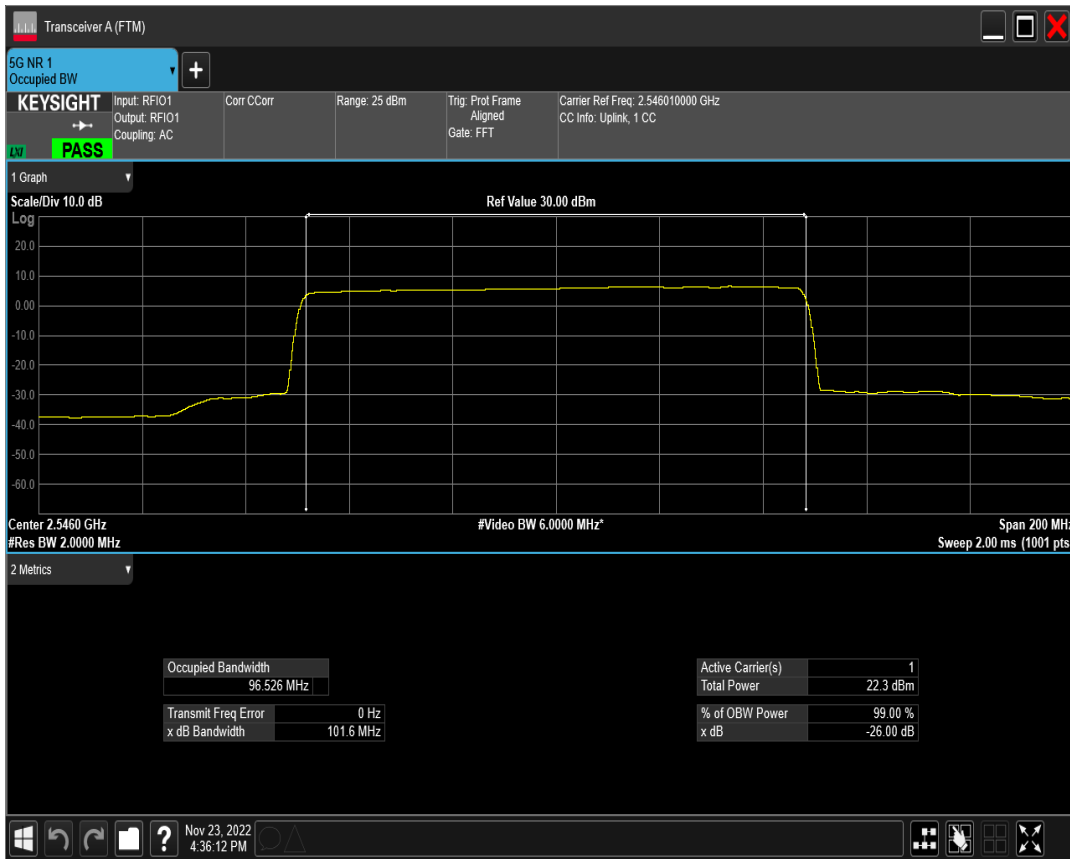 Transceiver A (FTM)
5G NR 1
Occupied BW
+
KEYSIGHT
LXI
PASS
Input: RFIO1
Output: RFIO1
Coupling: AC
Corr CCorr
Range: 25 dBm
Trig: Prot Frame
Aligned
Gate: FFT
Carrier Ref Freq: 2.546010000 GHz
CC Info: Uplink, 1 CC
1 Graph
Scale/Div 10.0 dB
Ref Value 30.00 dBm
Log
20.0
10.0
0.00
-10.0
-20.0
-30.0
-40.0
-50.0
-60.0
Center 2.5460 GHz
#Video BW 6.0000 MHz*
Span 200 MHz
#Res BW 2.0000 MHz
Sweep 2.00 ms (1001 pts
2 Metrics
Occupied Bandwidth
96.526 MHz
Transmit Freq Error 0 Hz
x dB Bandwidth 101.6 MHz
Active Carrier(s) 1
Total Power 22.3 dBm
% of OBW Power 99.00 %
x dB -26.00 dB
?
Nov 23, 2022
4:36:12 PM